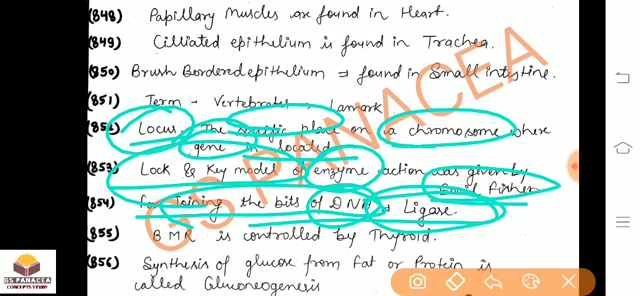 (848) Papillary Muscles are found in Heart.
(849) Cilliated epithelium is found in Trachea.
(850) Brush Bordered epithelium → found in Small intistine.
(851) Term - Vertebrates → Lamark
(852) Locus: The specific place on a chromosome where
gene is located
(853) Lock & Key model of enzyme action was given by
Emil Fisher
(854) For Joining the bits of DNA → Ligase
(855) BMR is controlled by Thyroid.
(856) Synthesis of glucose from Fat or Protein is
called Gluconeogenesis
GS PANACEA
GS PANACEA
CONCEPTS STUDY